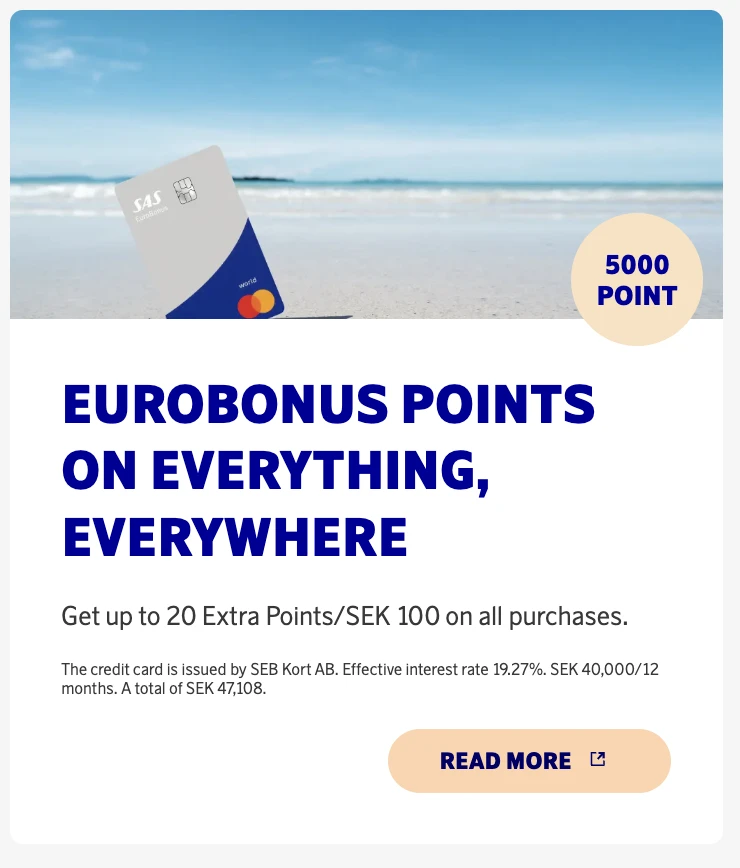 SAS
EuroBonus
world
5000
POINT
EUROBONUS POINTS
ON EVERYTHING,
EVERYWHERE
Get up to 20 Extra Points/SEK 100 on all purchases.
The credit card is issued by SEB Kort AB. Effective interest rate 19.27%. SEK 40,000/12
months. A total of SEK 47,108.
READ MORE